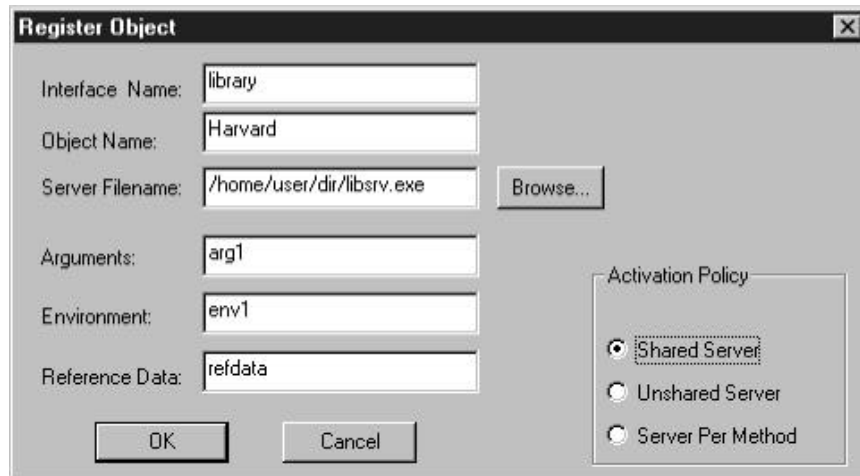 Register Object
Interface Name: library
Object Name: Harvard
Server Filename: /home/user/dir/libsrv.exe Browse...
Arguments: arg1
Environment: env1
Reference Data: refdata
Activation Policy
Shared Server
Unshared Server
Server Per Method
OK Cancel